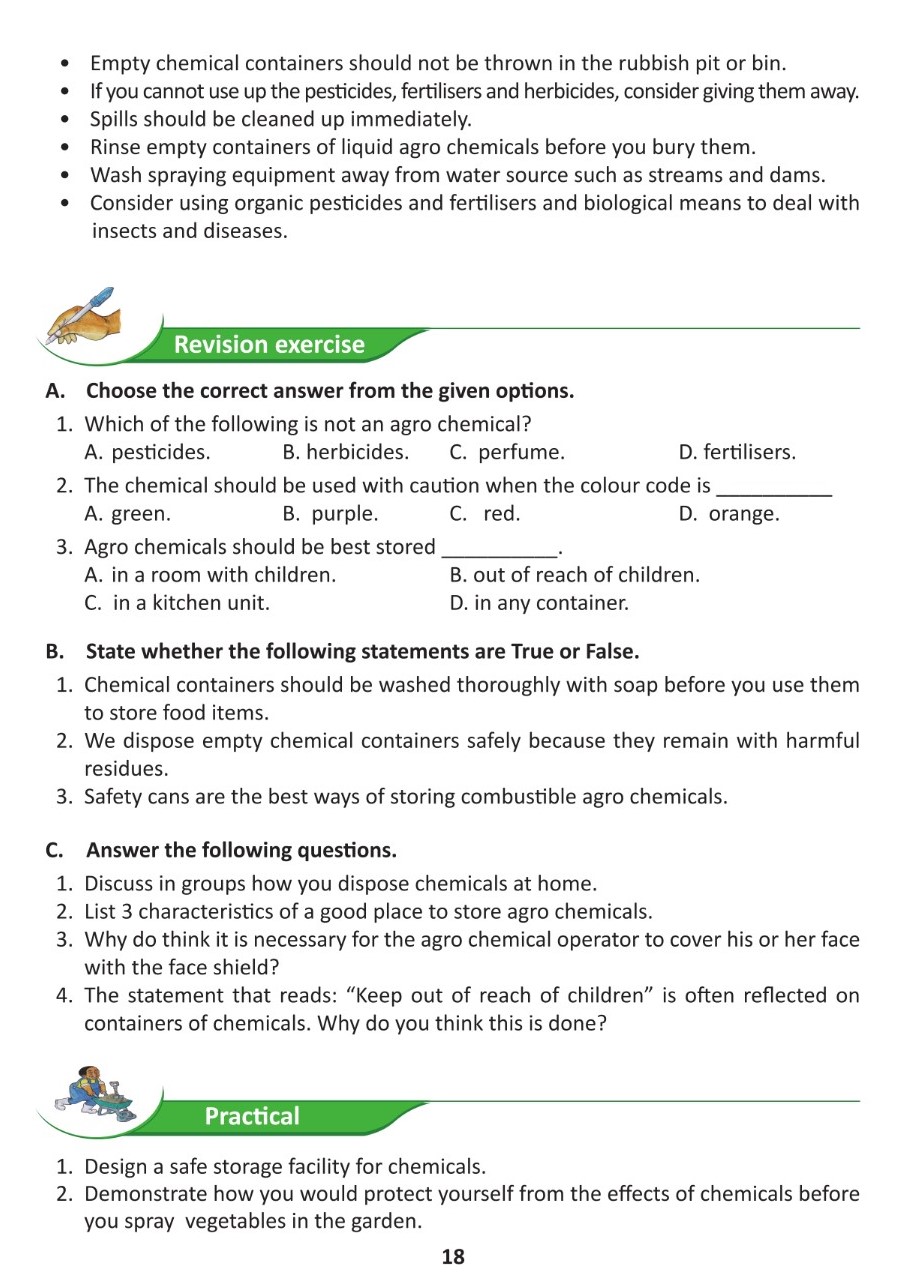 • Empty chemical containers should not be thrown in the rubbish pit or bin.
• If you cannot use up the pesticides, fertilisers and herbicides, consider giving them away.
• Spills should be cleaned up immediately.
• Rinse empty containers of liquid agro chemicals before you bury them.
• Wash spraying equipment away from water source such as streams and dams.
• Consider using organic pesticides and fertilisers and biological means to deal with
insects and diseases.
Revision exercise
A. Choose the correct answer from the given options.
1. Which of the following is not an agro chemical?
A. pesticides. B. herbicides. C. perfume. D. fertilisers.
2. The chemical should be used with caution when the colour code is __________
A. green. B. purple. C. red. D. orange.
3. Agro chemicals should be best stored __________.
A. in a room with children. B. out of reach of children.
C. in a kitchen unit. D. in any container.
B. State whether the following statements are True or False.
1. Chemical containers should be washed thoroughly with soap before you use them
to store food items.
2. We dispose empty chemical containers safely because they remain with harmful
residues.
3. Safety cans are the best ways of storing combustible agro chemicals.
C. Answer the following questions.
1. Discuss in groups how you dispose chemicals at home.
2. List 3 characteristics of a good place to store agro chemicals.
3. Why do think it is necessary for the agro chemical operator to cover his or her face
with the face shield?
4. The statement that reads: “Keep out of reach of children” is often reflected on
containers of chemicals. Why do you think this is done?
Practical
1. Design a safe storage facility for chemicals.
2. Demonstrate how you would protect yourself from the effects of chemicals before
you spray vegetables in the garden.
18